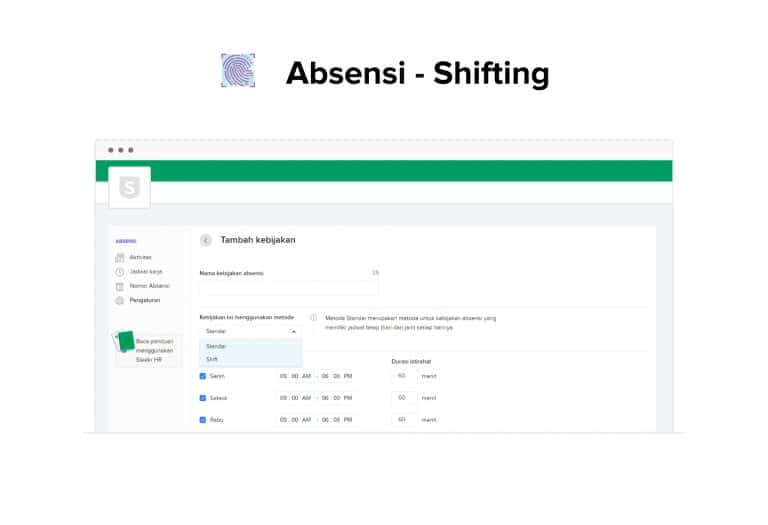 Absensi - Shifting
S
ABSENSI
Aktivitas
Jadwal kerja
Nomor Absensi
Pengaturan
Baca panduan
menggunakan
Sleekr HR
Tambah kebijakan
Nama kebijakan absensi
Kebijakan ini menggunakan metode
Standar
Standar
Shift
Metode Standar merupakan metode untuk kebijakan absensi yang
memiliki jadwal tetap (hari dan jam) setiap harinya.
Durasi istirahat
Senin 09 : 00 AM - 06 : 00 PM 60 menit
Selasa 09 : 00 AM - 06 : 00 PM 60 menit
Rabu 09 : 00 AM - 06 : 00 PM 60 menit